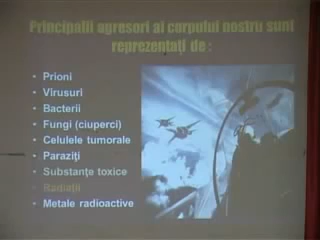 Principalii agresori ai corpului nostru sunt
reprezentaţi de :
• Prioni
• Virusuri
• Bacterii
• Fungi (ciuperci)
• Celulele tumorale
• Paraziţi
• Substanţe toxice
• Radiaţii
• Metale radioactive